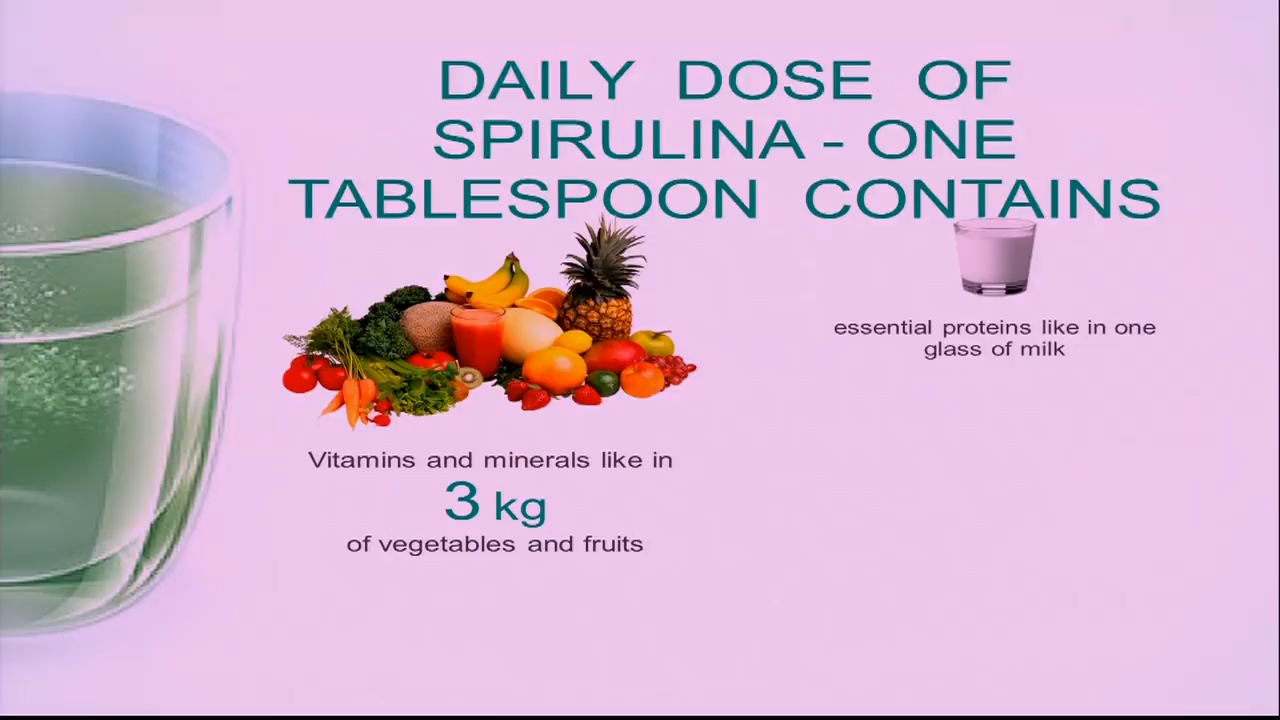 DAILY DOSE OF
SPIRULINA - ONE
TABLESPOON CONTAINS
Vitamins and minerals like in
3 kg
of vegetables and fruits
essential proteins like in one
glass of milk